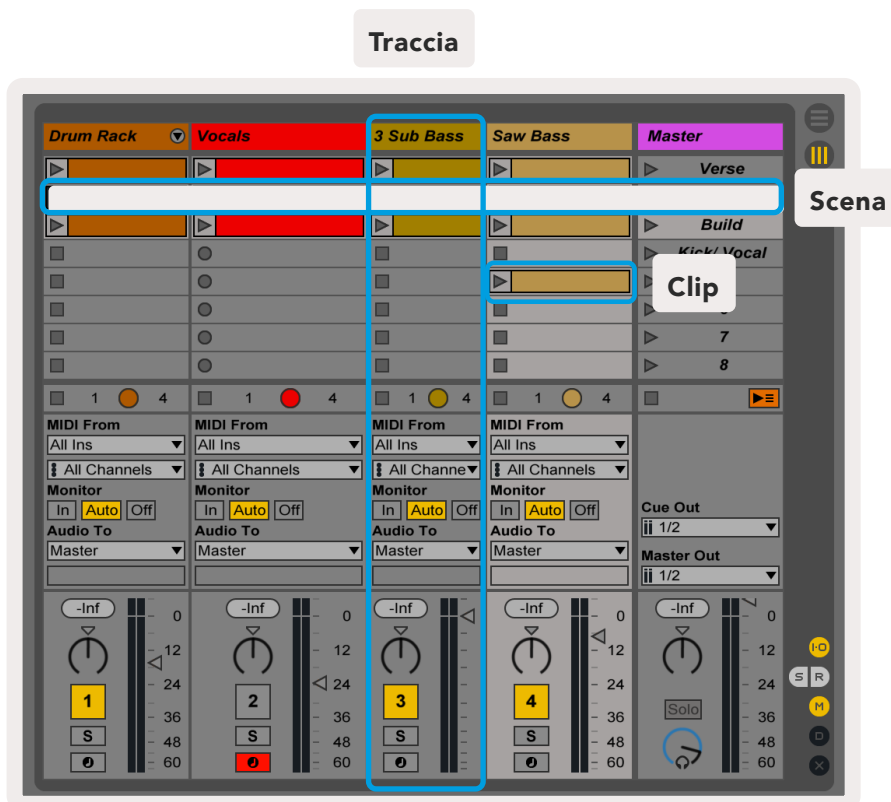 Traccia
Drum Rack Vocals 3 Sub Bass Saw Bass Master
Verse
Scena
Build
Kick/ Vocal
Clip
7
8
1 4 1 4 1 4 1 4
MIDI From MIDI From MIDI From MIDI From
All Ins All Ins All Ins All Ins
All Channels All Channels All Channe All Channels
Monitor Monitor Monitor Monitor
In Auto Off In Auto Off In Auto Off In Auto Off
Cue Out
Audio To Audio To Audio To Audio To
1/2
Master Master Master Master
Master Out
1/2
-Inf -Inf -Inf -Inf -Inf
0 0 0 0
12 12 12 12 I·O
24 24 24 24 S R
1 2 3 4 Solo M
36 36 36 36
S S S S D
48 48 48 48
60 60 60 60 X